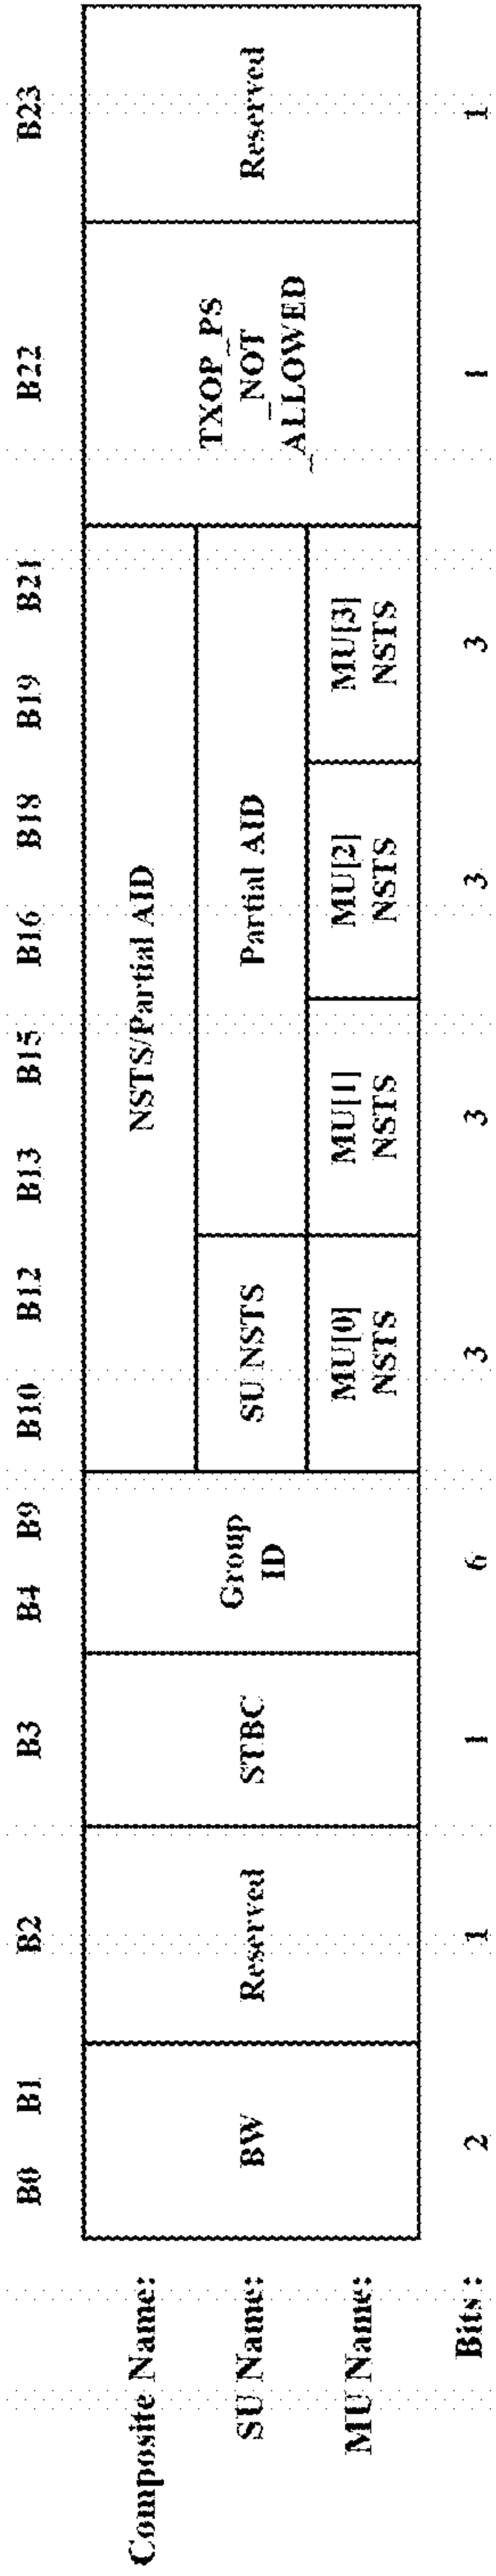 B0 B1 B2 B3 B4 B9 B10 B12 B13 B15 B16 B18 B19 B21 B22 B23
Composite Name:
SU Name:
MU Name:
BW
Reserved
STBC
Group
ID
NSTS/Partial AID
SU NSTS
Partial AID
MU[0]
NSTS
MU[1]
NSTS
MU[2]
NSTS
MU[3]
NSTS
TXOP_PS
_NOT
_ALLOWED
Reserved
Bits: 2 1 1 6 3 3 3 3 1 1